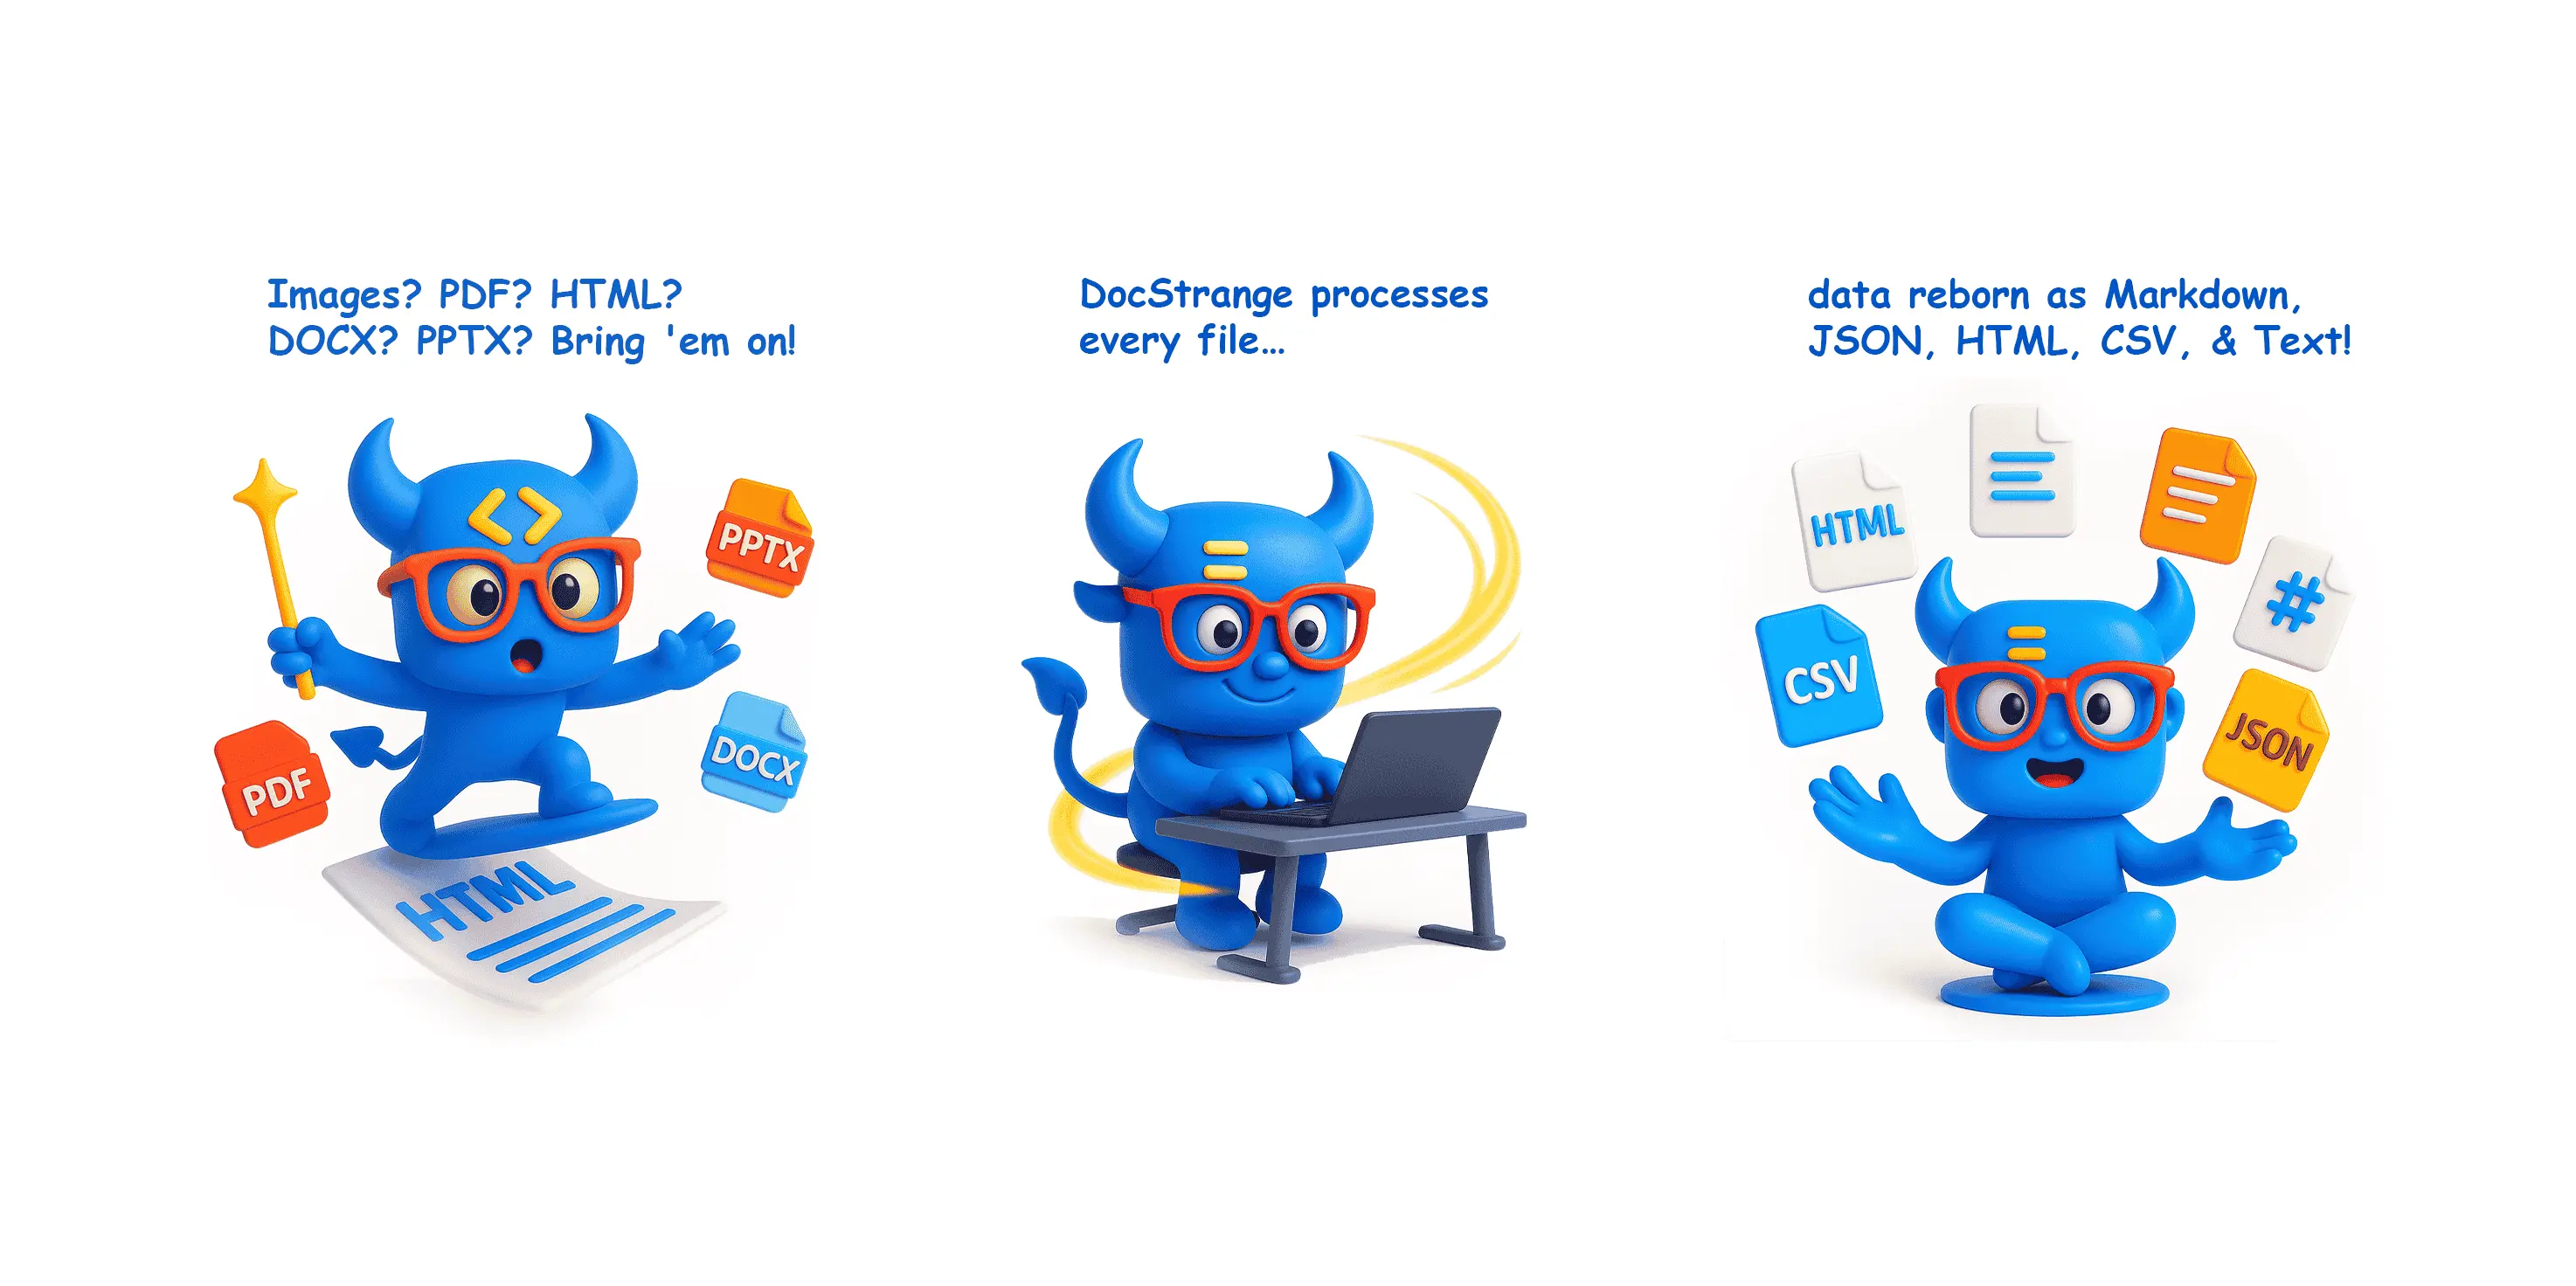 Images? PDF? HTML?
DOCX? PPTX? Bring 'em on!
PPTX
PDF
DOCX
HTML
DocStrange processes
every file...
data reborn as Markdown,
JSON, HTML, CSV, & Text!
HTML
#
CSV
JSON